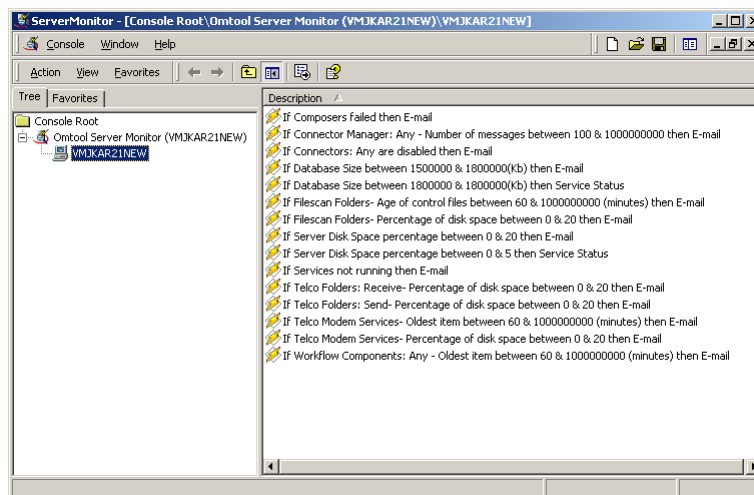 ServerMonitor - [Console Root\Omtool Server Monitor (VMJKAR21NEW)\VMJKAR21NEW]
Console Window Help
Action View Favorites
Tree Favorites
Description
Console Root
Omtool Server Monitor (VMJKAR21NEW)
VMJKAR21NEW
If Composers failed then E-mail
If Connector Manager: Any - Number of messages between 100 & 1000000000 then E-mail
If Connectors: Any are disabled then E-mail
If Database Size between 1500000 & 1800000(Kb) then E-mail
If Database Size between 1800000 & 1800000(Kb) then Service Status
If Filescan Folders- Age of control files between 60 & 1000000000 (minutes) then E-mail
If Filescan Folders- Percentage of disk space between 0 & 20 then E-mail
If Server Disk Space percentage between 0 & 20 then E-mail
If Server Disk Space percentage between 0 & 5 then Service Status
If Services not running then E-mail
If Telco Folders: Receive- Percentage of disk space between 0 & 20 then E-mail
If Telco Folders: Send- Percentage of disk space between 0 & 20 then E-mail
If Telco Modem Services- Oldest item between 60 & 1000000000 (minutes) then E-mail
If Telco Modem Services- Percentage of disk space between 0 & 20 then E-mail
If Workflow Components: Any - Oldest item between 60 & 1000000000 (minutes) then E-mail